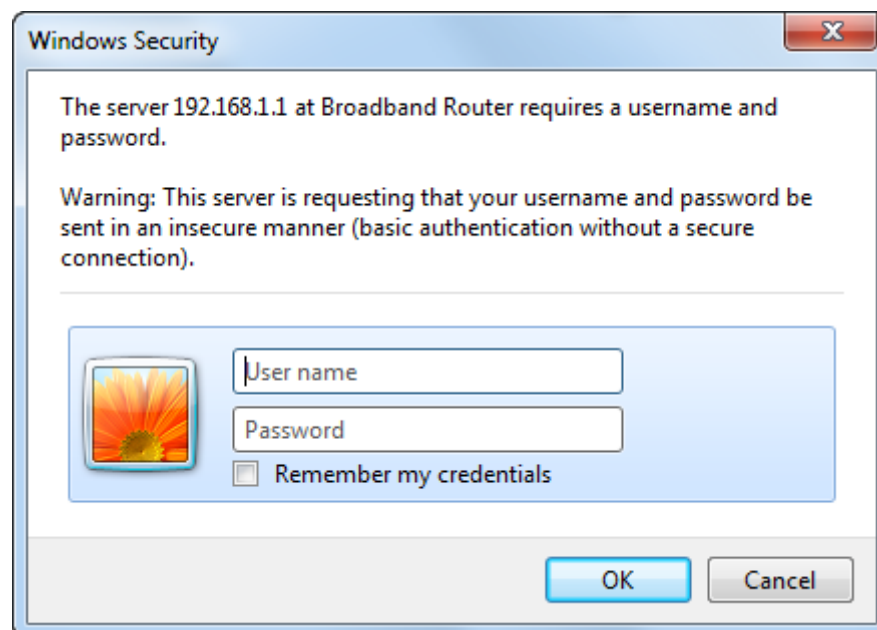 Windows Security
The server 192.168.1.1 at Broadband Router requires a username and
password.
Warning: This server is requesting that your username and password be
sent in an insecure manner (basic authentication without a secure
connection).
User name
Password
Remember my credentials
OK
Cancel